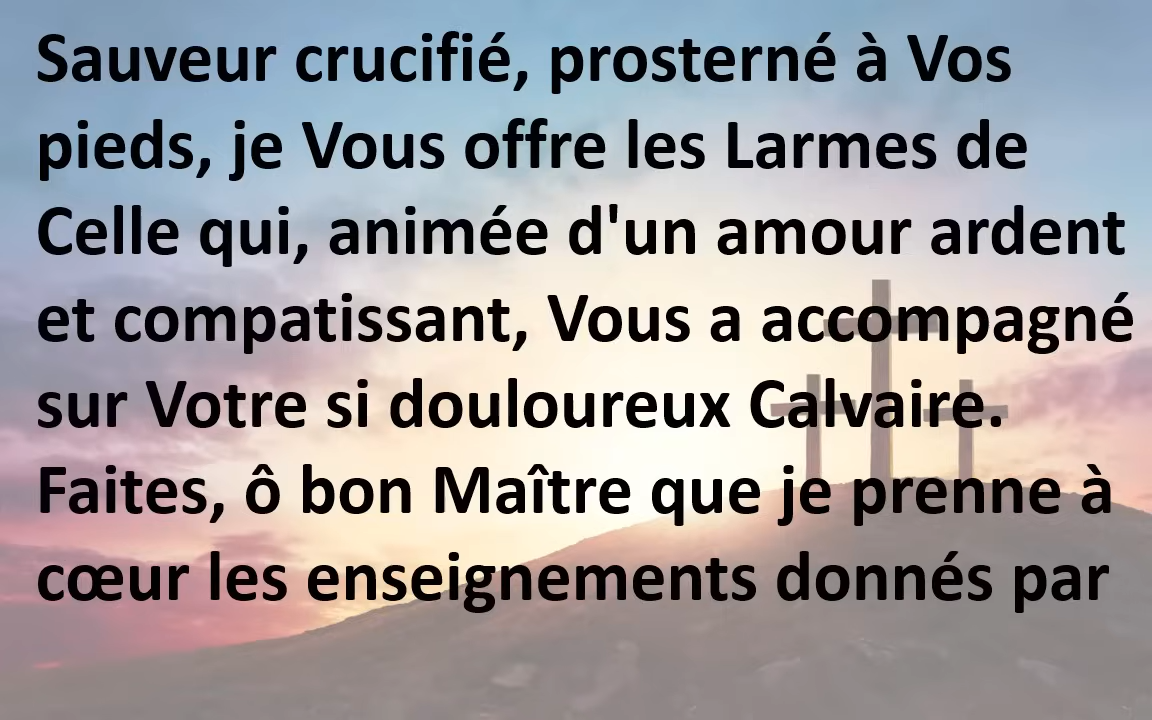 Sauveur crucifié, prosterné à Vos
pieds, je Vous offre les Larmes de
Celle qui, animée d'un amour ardent
et compatissant, Vous a accompagné
sur Votre si douloureux Calvaire.
Faites, ô bon Maître que je prenne à
cœur les enseignements donnés par